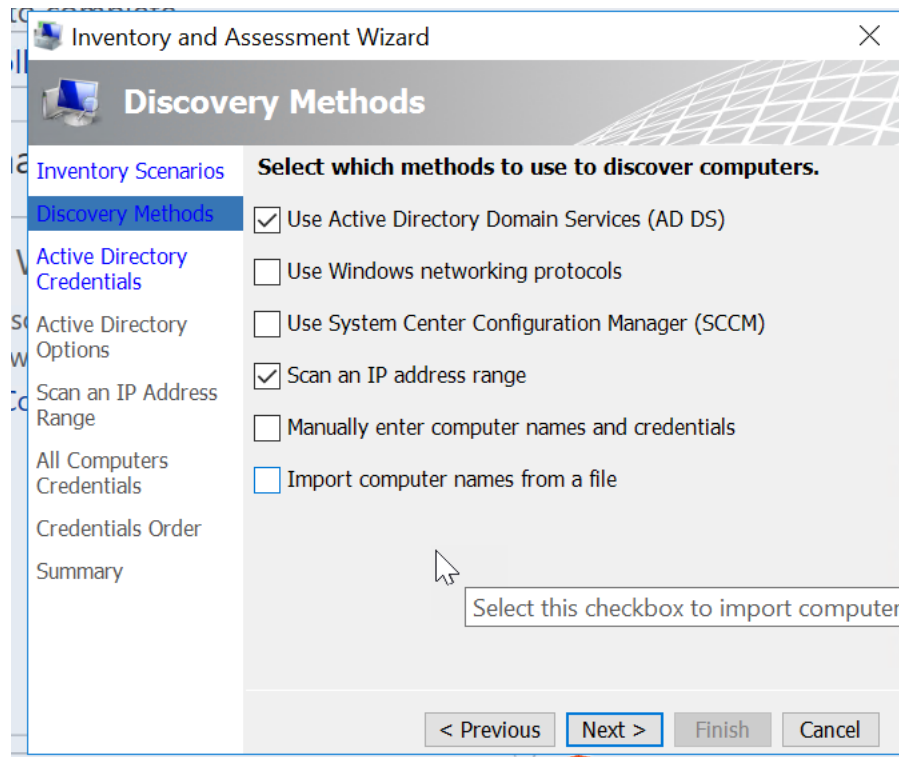 to complete
Inventory and Assessment Wizard
Discovery Methods
Inventory Scenarios
Discovery Methods
Active Directory
Credentials
Active Directory
Options
Scan an IP Address
Range
All Computers
Credentials
Credentials Order
Summary
Select which methods to use to discover computers.
Use Active Directory Domain Services (AD DS)
Use Windows networking protocols
Use System Center Configuration Manager (SCCM)
Scan an IP address range
Manually enter computer names and credentials
Import computer names from a file
Select this checkbox to import computer
< Previous
Next >
Finish
Cancel